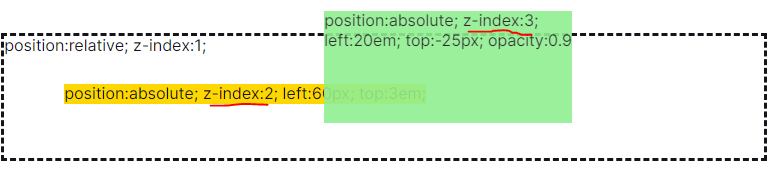 position:absolute; z-index:3;
left:20em; top:-25px; opacity:0.9
position:relative; z-index:1;
position:absolute; z-index:2; left:60px; top:3em;